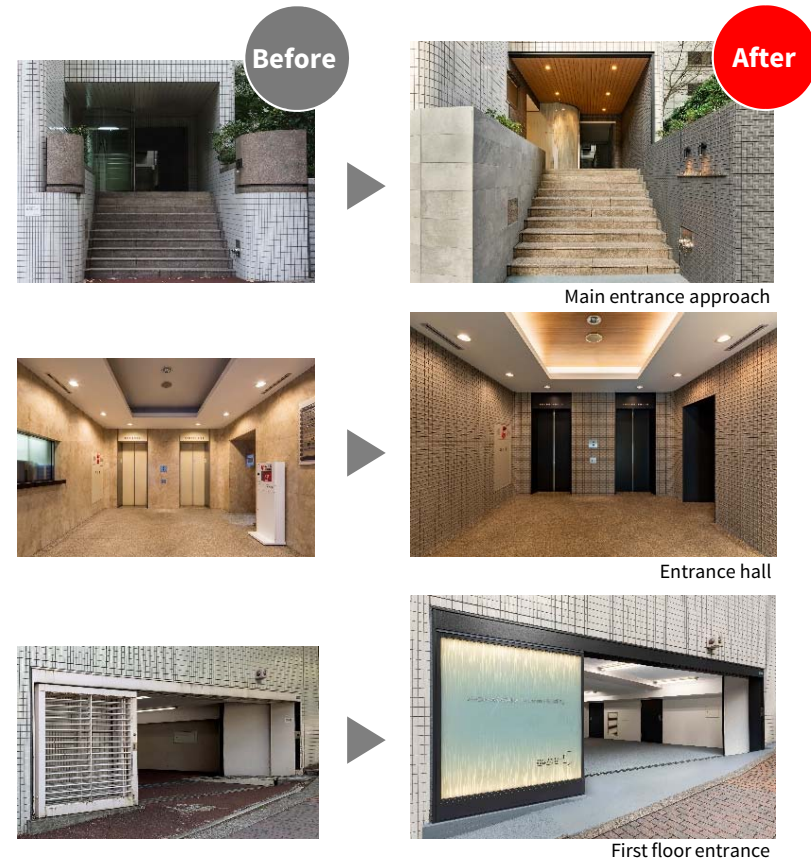 Before
After
Main entrance approach
Entrance hall
First floor entrance